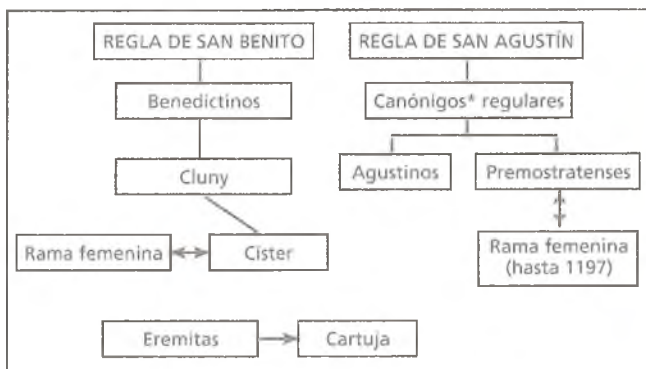 REGLA DE SAN BENITO
Benedictinos
Cluny
Rama femenina
Cister
REGLA DE SAN AGUSTÍN
Canónigos* regulares
Agustinos
Premostratenses
Rama femenina
(hasta 1197)
Eremitas
Cartuja